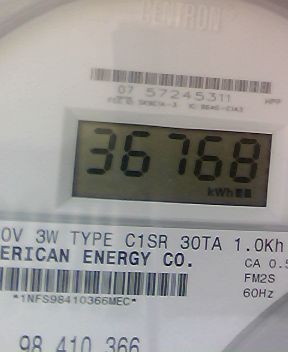 CENTRON
07 57245311
36768
kWh
0V 3W TYPE C1SR 30TA 1.0Kh
ERICAN ENERGY CO.
CA 0.5
FM2S
*1NFS98410366MEC*
60Hz
98 410 366